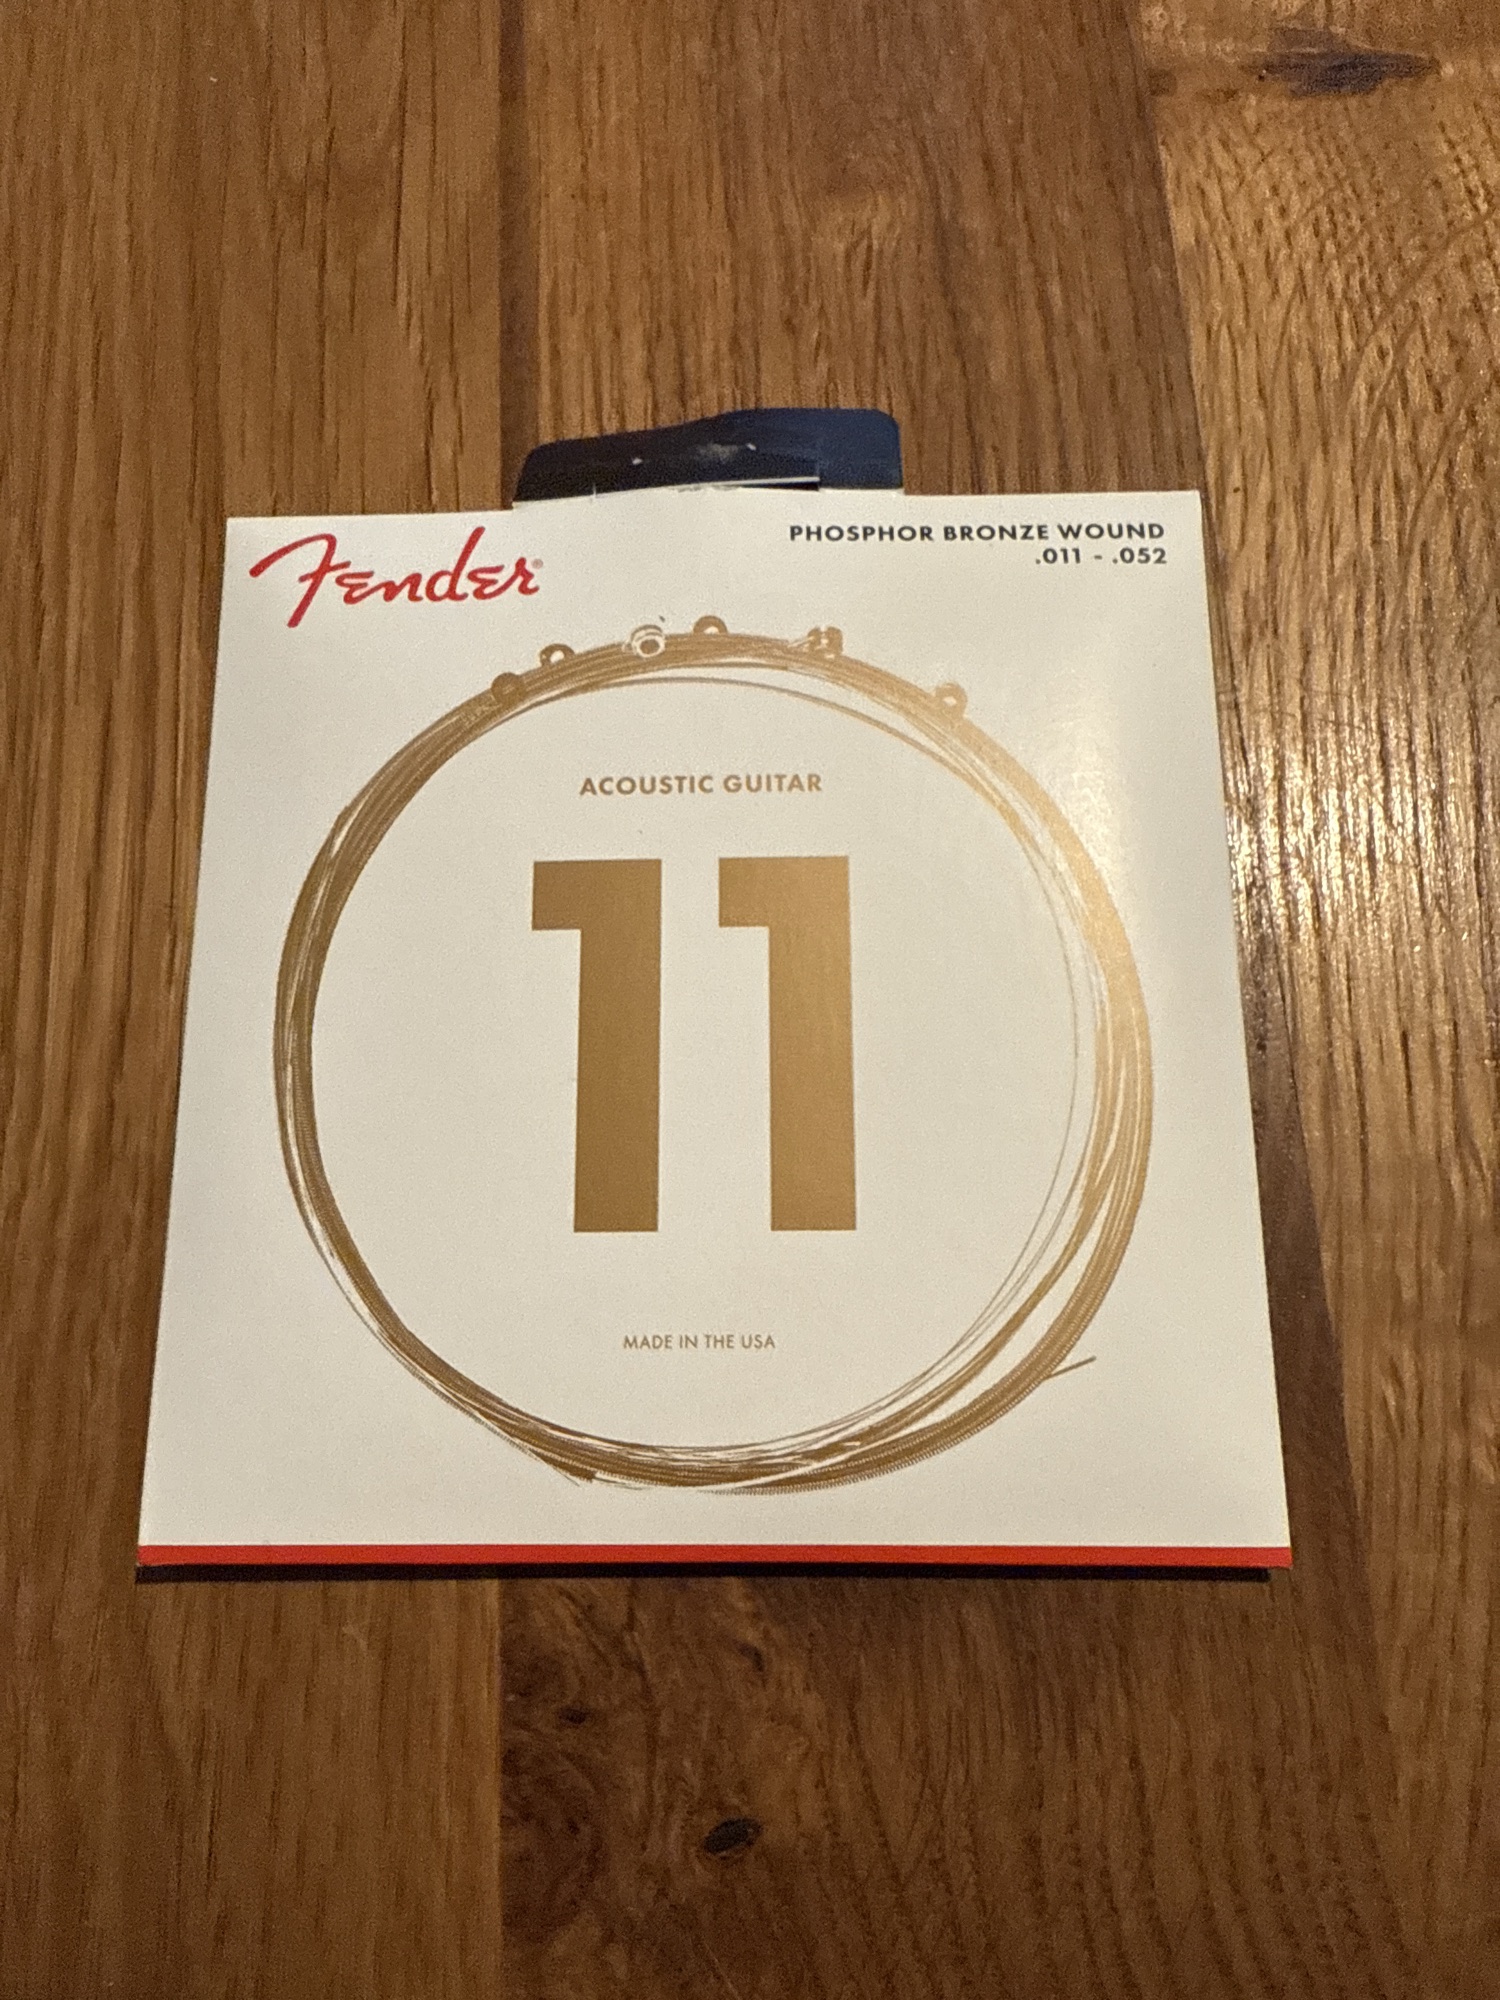 Fender®
PHOSPHOR BRONZE WOUND
.011 - .052
ACOUSTIC GUITAR
11
MADE IN THE USA